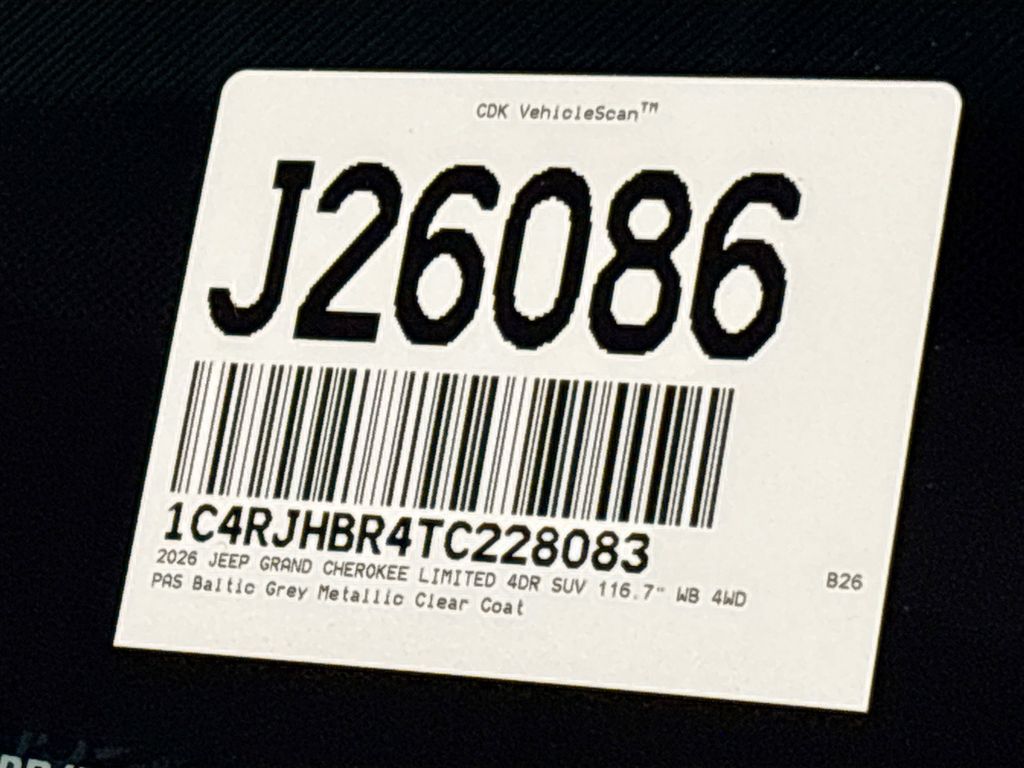 CDK VehicleScan™
J26086
1C4RJHBR4TC228083
2026 JEEP GRAND CHEROKEE LIMITED 4DR SUV 116.7" WB 4WD
B26
PAS Baltic Grey Metallic Clear Coat